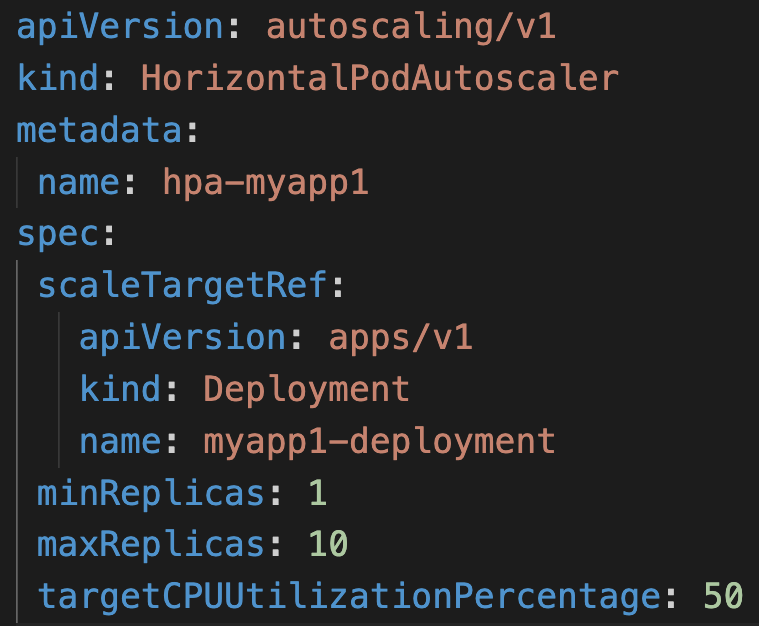 apiVersion: autoscaling/v1
kind: HorizontalPodAutoscaler
metadata:
 name: hpa-myapp1
spec:
 scaleTargetRef:
   apiVersion: apps/v1
   kind: Deployment
   name: myapp1-deployment
 minReplicas: 1
 maxReplicas: 10
 targetCPUUtilizationPercentage: 50